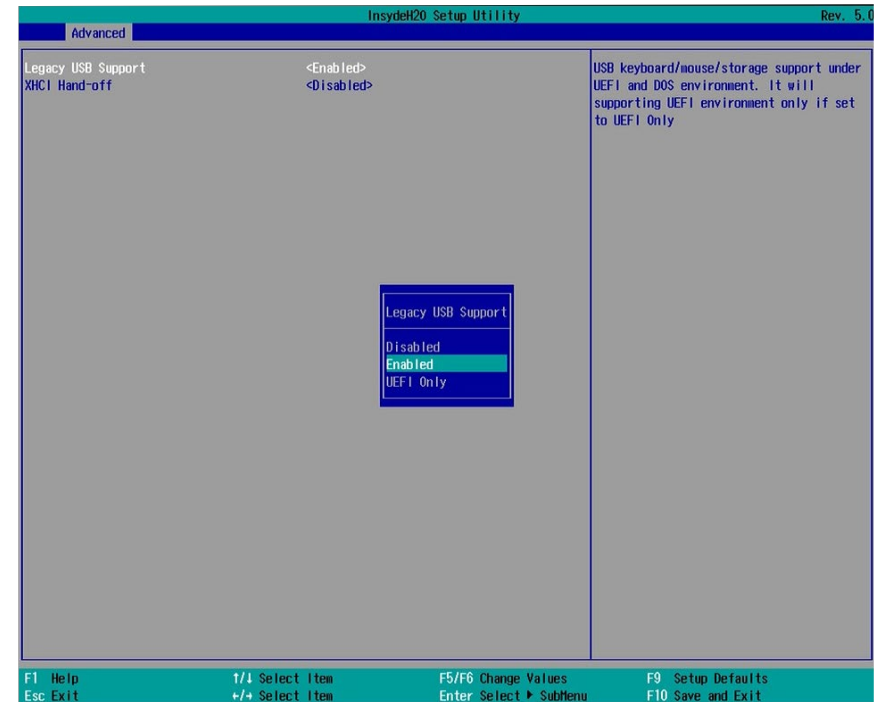 InsydeH20 Setup Utility Rev. 5.0
Advanced
Legacy USB Support <Enabled>
XHCI Hand-off <Disabled>
USB keyboard/mouse/storage support under
UEFI and DOS environment. It will
supporting UEFI environment only if set
to UEFI Only
Legacy USB Support
Disabled
Enabled
UEFI Only
F1 Help ↑/↓ Select Item F5/F6 Change Values F9 Setup Defaults
Esc Exit ←/→ Select Item Enter Select ▶ SubMenu F10 Save and Exit